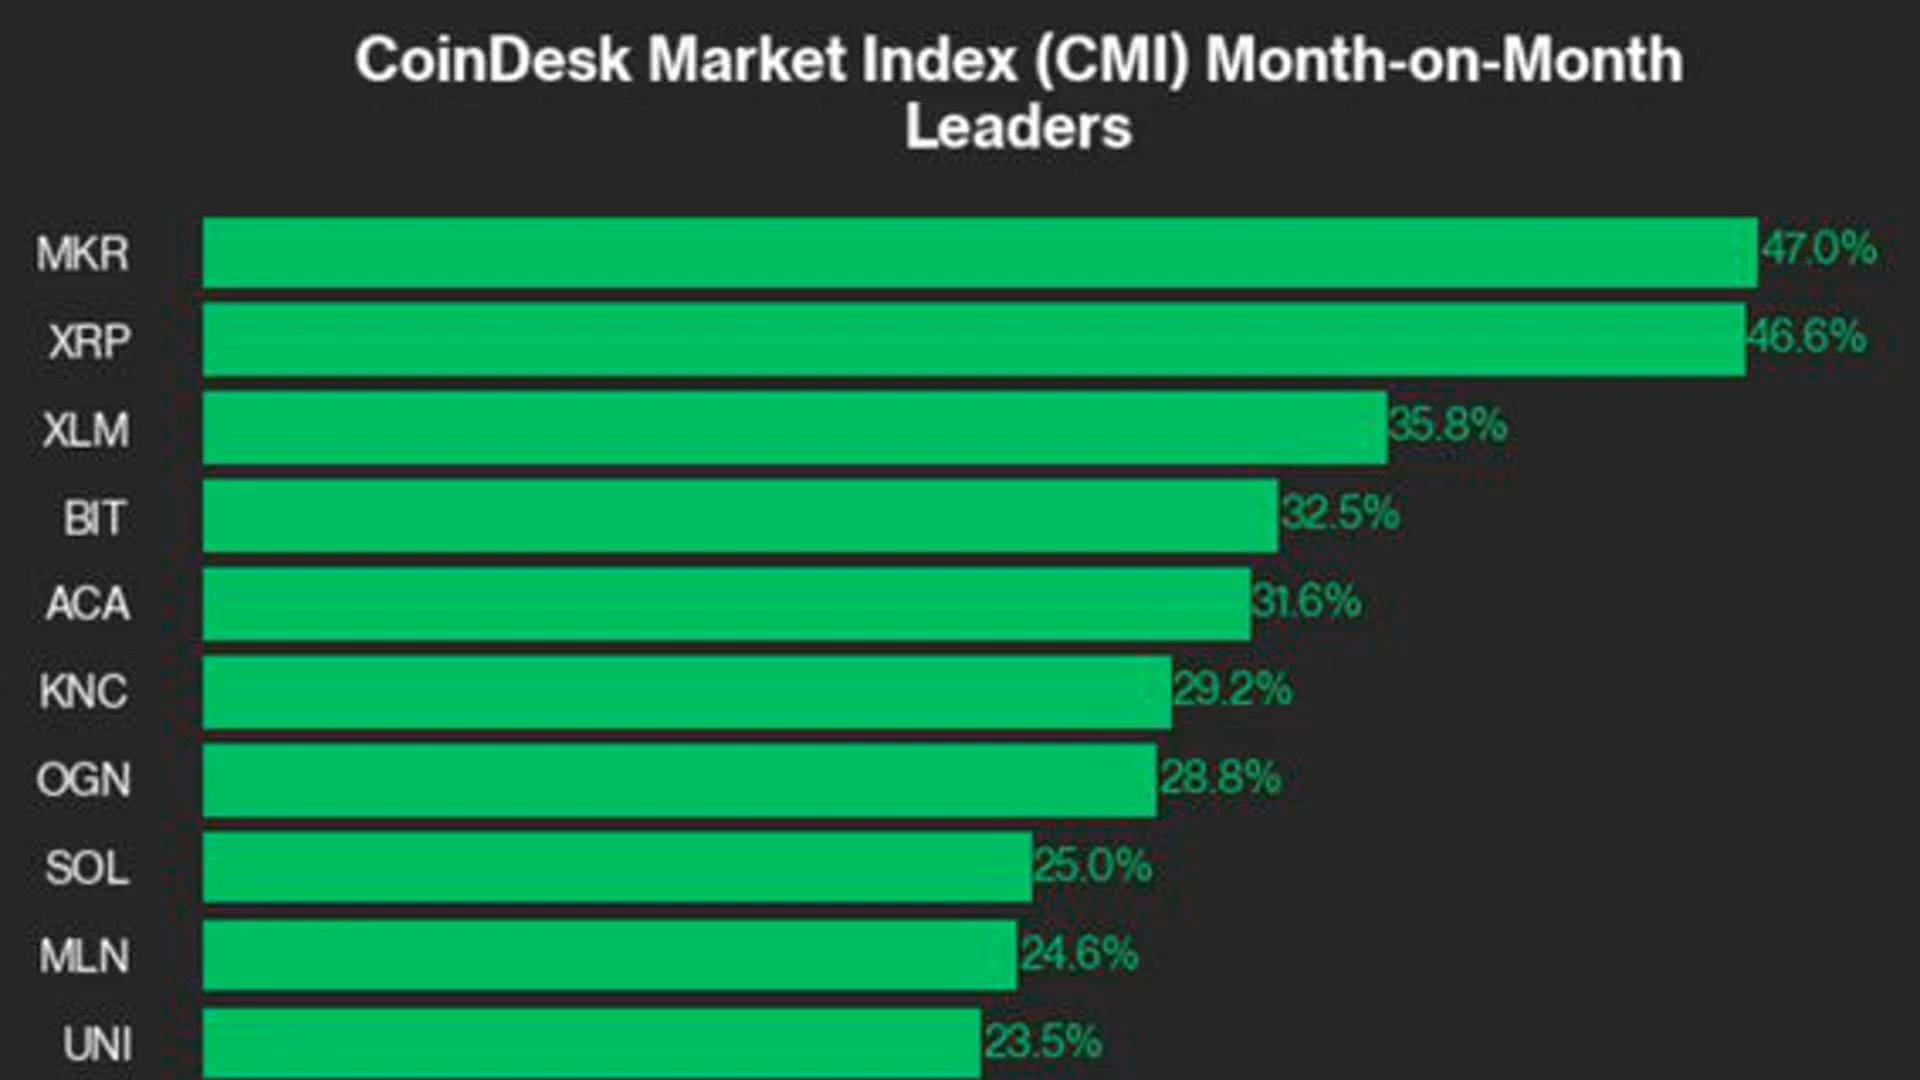 CoinDesk Market Index (CMI) Month-on-Month
Leaders
MKR 47.0%
XRP 46.6%
XLM 35.8%
BIT 32.5%
ACA 31.6%
KNC 29.2%
OGN 28.8%
SOL 25.0%
MLN 24.6%
UNI 23.5%